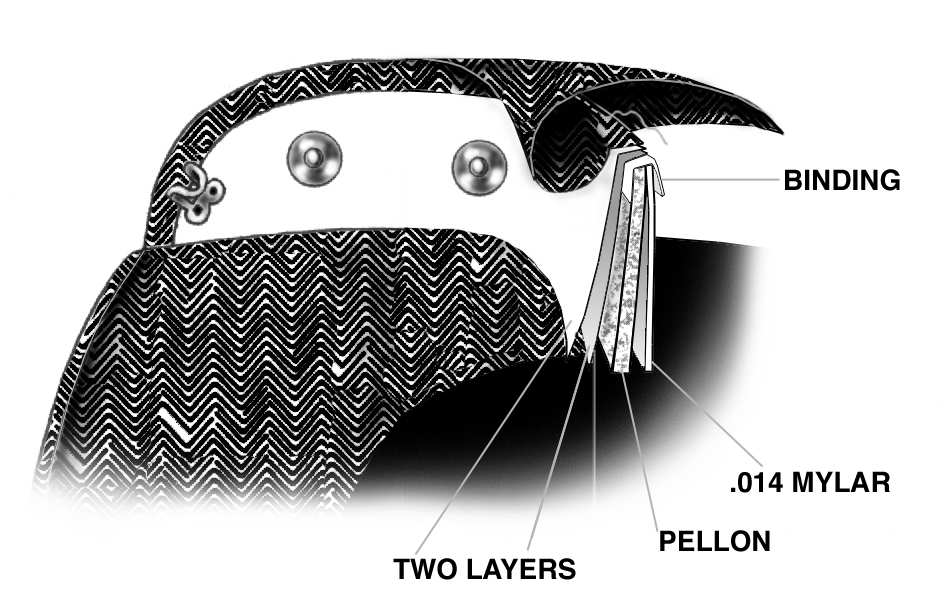 BINDING
.014 MYLAR
PELLON
TWO LAYERS